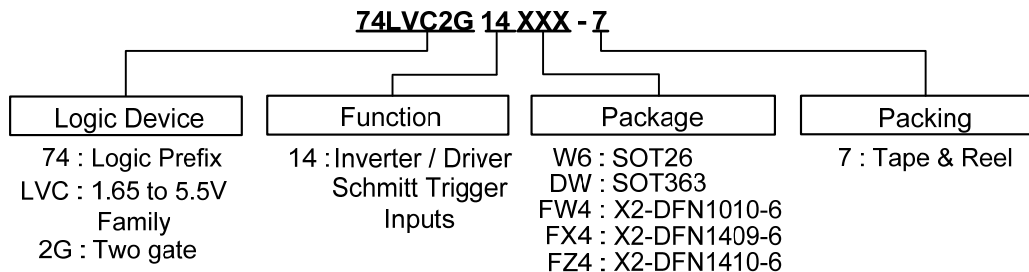 74LVC2G 14 XXX - 7
Logic Device
74 : Logic Prefix
LVC : 1.65 to 5.5V
Family
2G : Two gate
Function
14 : Inverter / Driver
Schmitt Trigger
Inputs
Package
W6 : SOT26
DW : SOT363
FW4 : X2-DFN1010-6
FX4 : X2-DFN1409-6
FZ4 : X2-DFN1410-6
Packing
7 : Tape & Reel